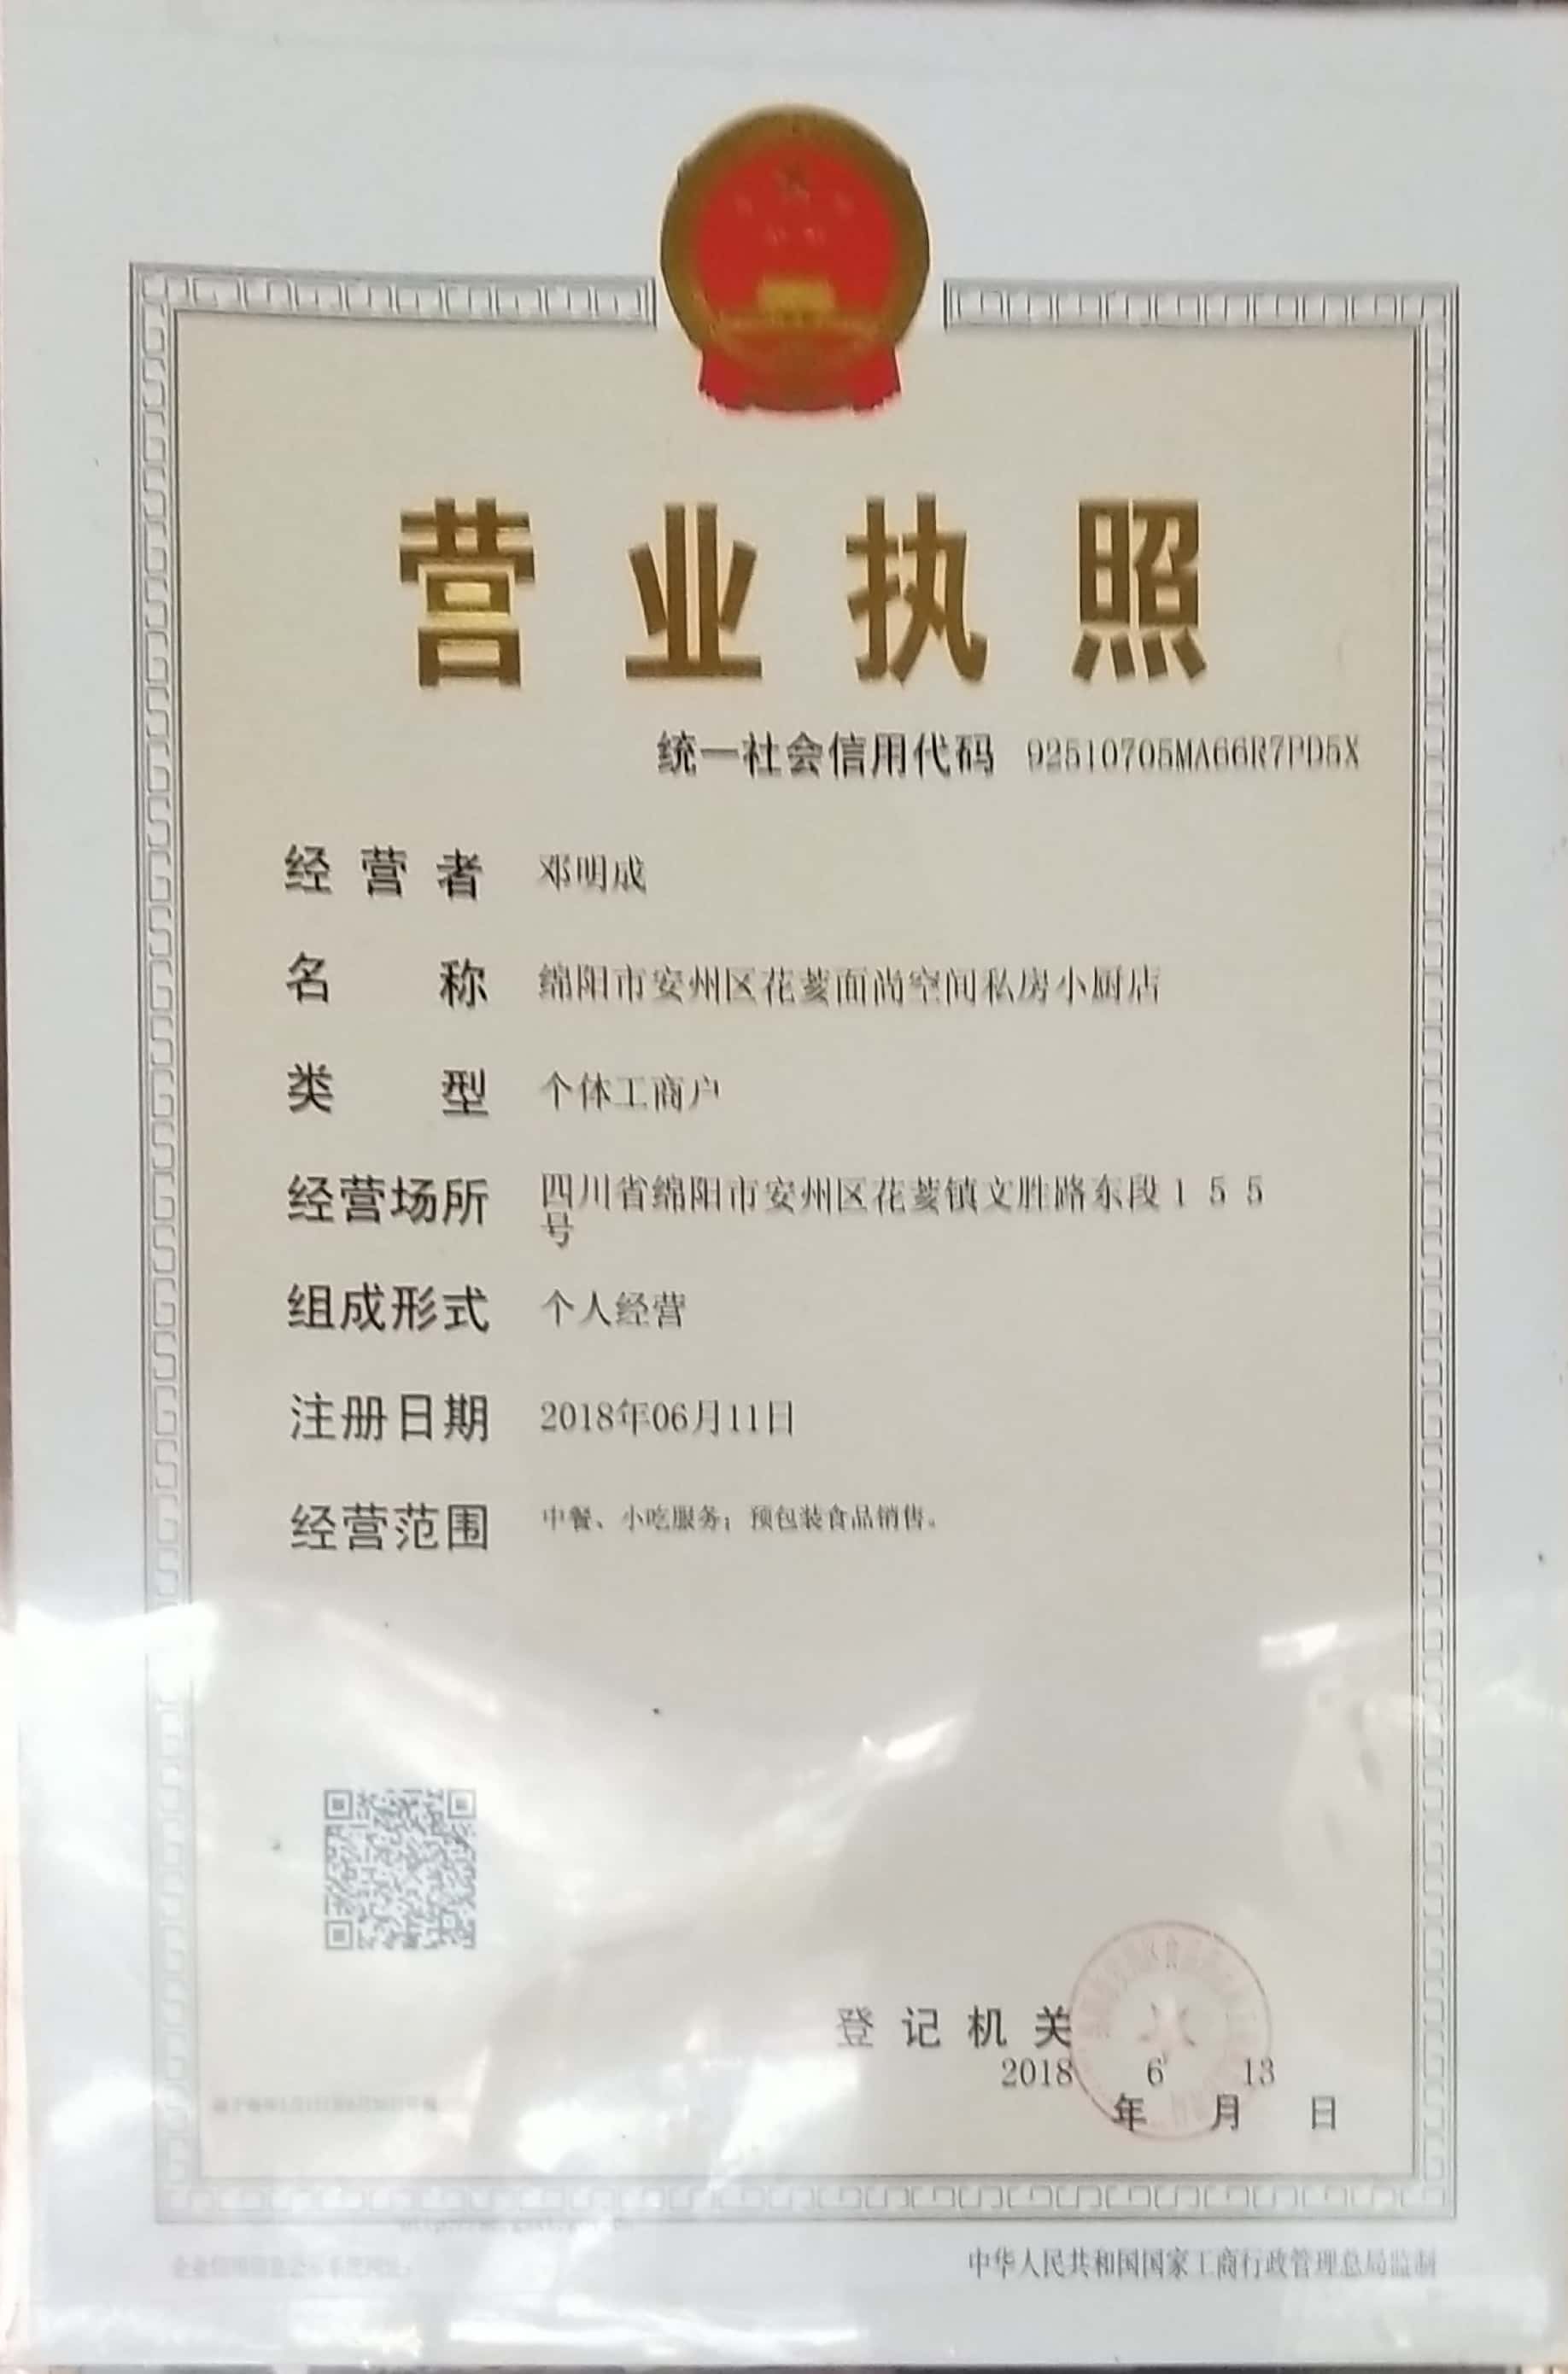 营业执照
统一社会信用代码 92510705MA66R7PD5X
经营者 邓明成
名称 绵阳市安州区花荄面尚空间私房小厨店
类型 个体工商户
经营场所 四川省绵阳市安州区花荄镇文胜路东段155
号
组成形式 个人经营
注册日期 2018年06月11日
经营范围 中餐、小吃服务；预包装食品销售。
登记机关
2018 6 13
年 月 日
中华人民共和国国家工商行政管理总局监制